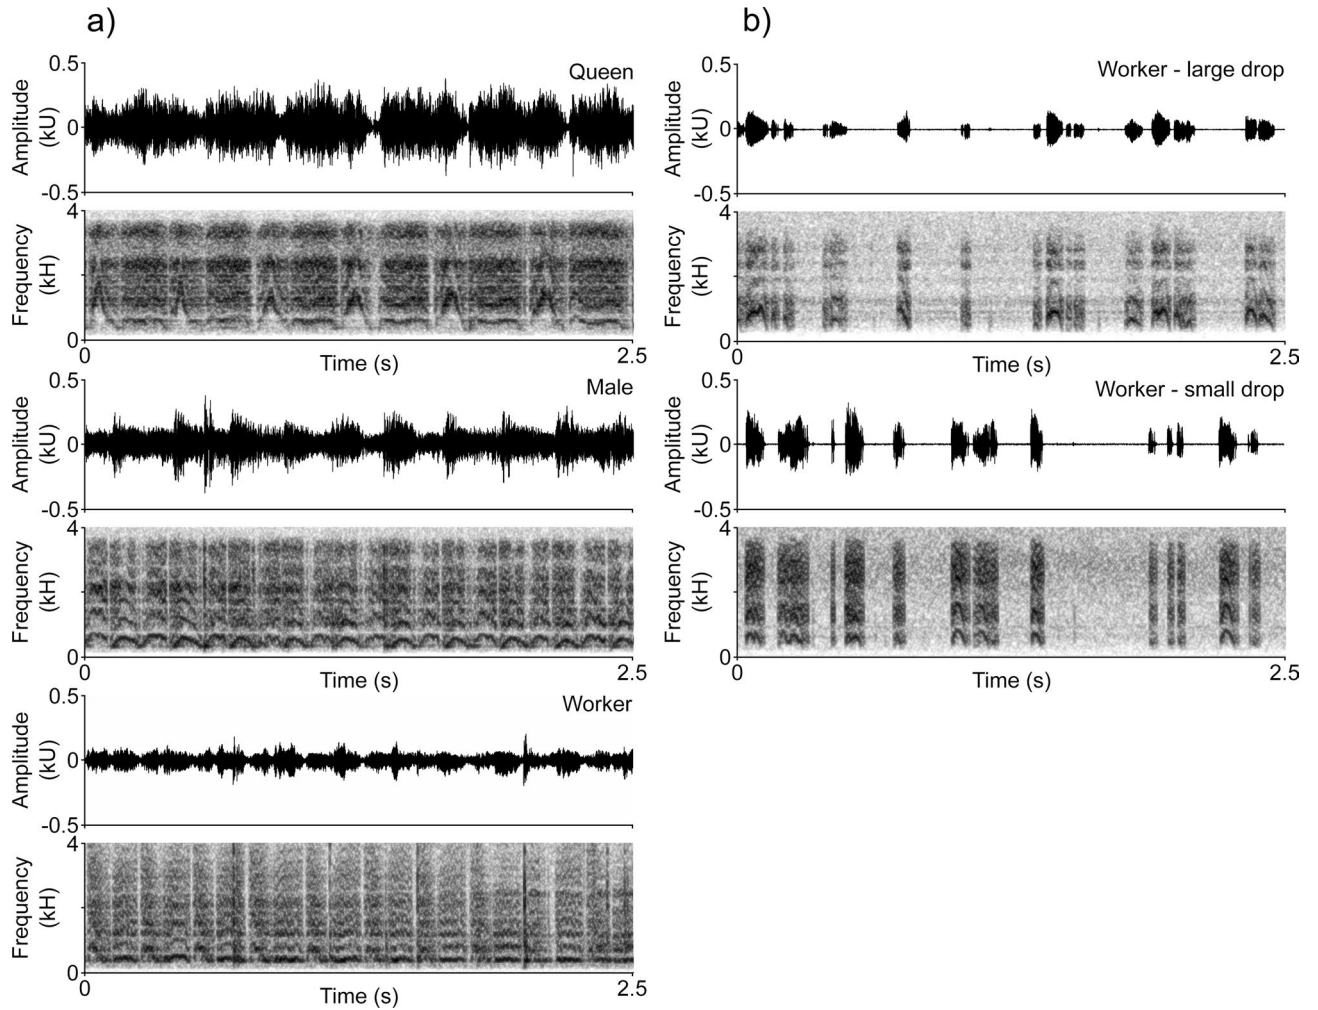 a)
0.5
Queen
Amplitude
(kU)
0
-0.5
4
Frequency
(kH)
0
0
Time (s)
2.5
0.5
Male
Amplitude
(kU)
0
-0.5
4
Frequency
(kH)
0
0
Time (s)
2.5
0.5
Worker
Amplitude
(kU)
0
-0.5
4
Frequency
(kH)
0
0
Time (s)
2.5
b)
0.5
Worker - large drop
Amplitude
(kU)
0
-0.5
4
Frequency
(kH)
0
0
Time (s)
2.5
0.5
Worker - small drop
Amplitude
(kU)
0
-0.5
4
Frequency
(kH)
0
0
Time (s)
2.5